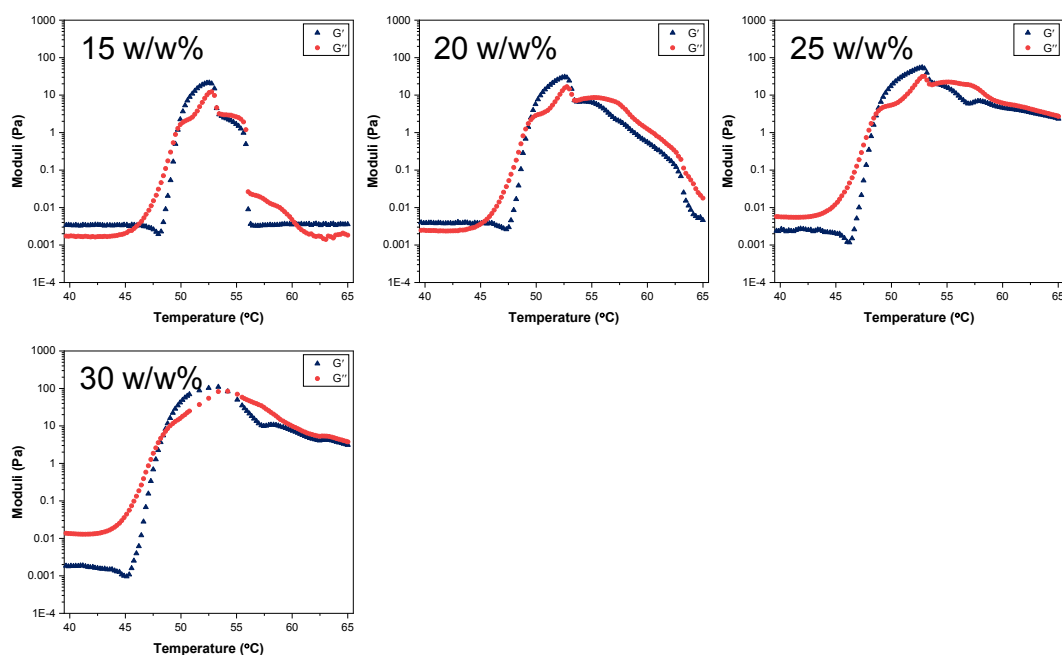 15 w/w%
G′
G′′
Moduli (Pa)
1000
100
10
1
0.1
0.01
0.001
1E-4
40 45 50 55 60 65
Temperature (°C)
20 w/w%
G′
G′′
Moduli (Pa)
1000
100
10
1
0.1
0.01
0.001
1E-4
40 45 50 55 60 65
Temperature (°C)
25 w/w%
G′
G′′
Moduli (Pa)
1000
100
10
1
0.1
0.01
0.001
1E-4
40 45 50 55 60 65
Temperature (°C)
30 w/w%
G′
G′′
Moduli (Pa)
1000
100
10
1
0.1
0.01
0.001
1E-4
40 45 50 55 60 65
Temperature (°C)